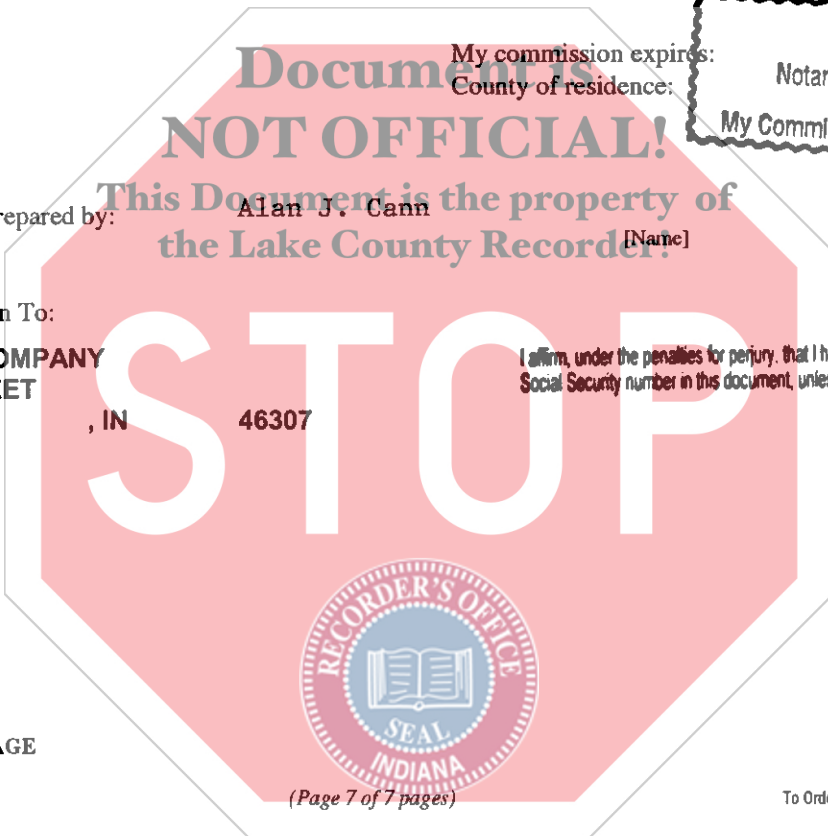 Document is
NOT OFFICIAL!
This Document is the property of
the Lake County Recorder!
My commission expires:
County of residence:
Notar
My Commi
repared by: Alan J. Cann
[Name]
n To:
OMPANY
ET
, IN 46307
I affirm, under the penalties for perjury, that I h
Social Security number in this document, unles
STOP
RECORDER'S OFFICE
SEAL
INDIANA
AGE
(Page 7 of 7 pages)
To Orde